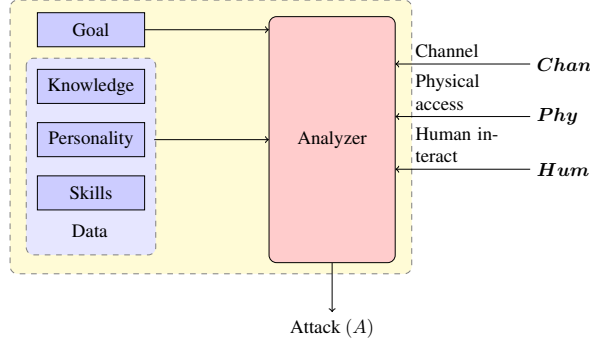 Goal
Knowledge
Personality
Skills
Data
Analyzer
Channel
Chan
Physical
access
Phy
Human in-
teract
Hum
Attack (A)